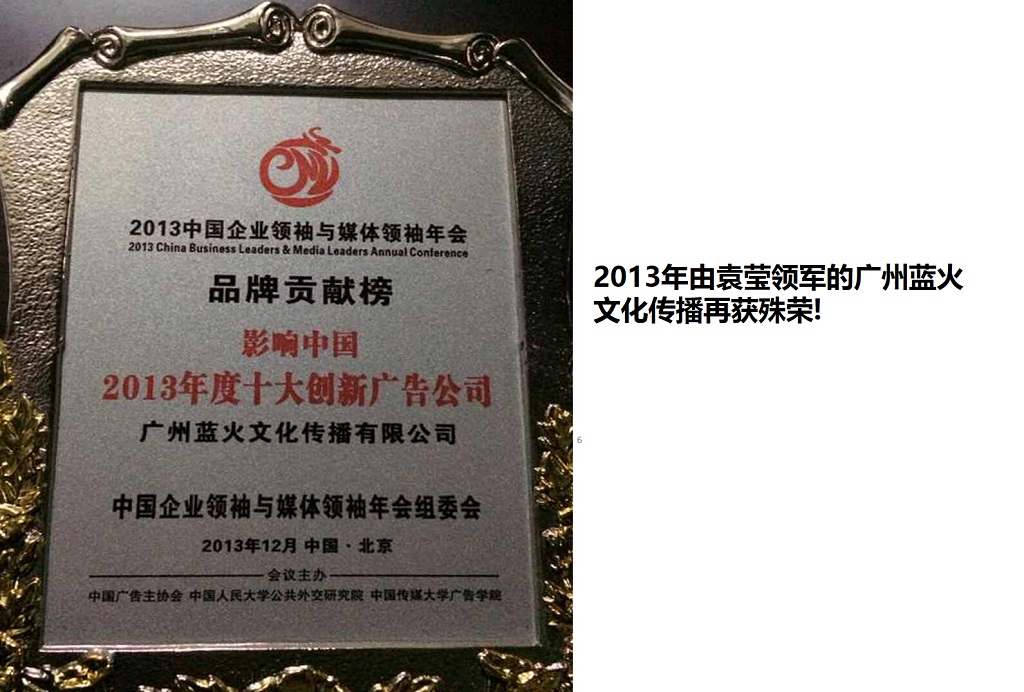 2013中国企业领袖与媒体领袖年会
2013 China Business Leaders & Media Leaders Annual Conference
品牌贡献榜
影响中国
2013年度十大创新广告公司
广州蓝火文化传播有限公司
中国企业领袖与媒体领袖年会组委会
2013年12月 中国·北京
会议主办
中国广告主协会 中国人民大学公共外交研究院 中国传媒大学广告学院
2013年由袁莹领军的广州蓝火
文化传播再获殊荣!
6